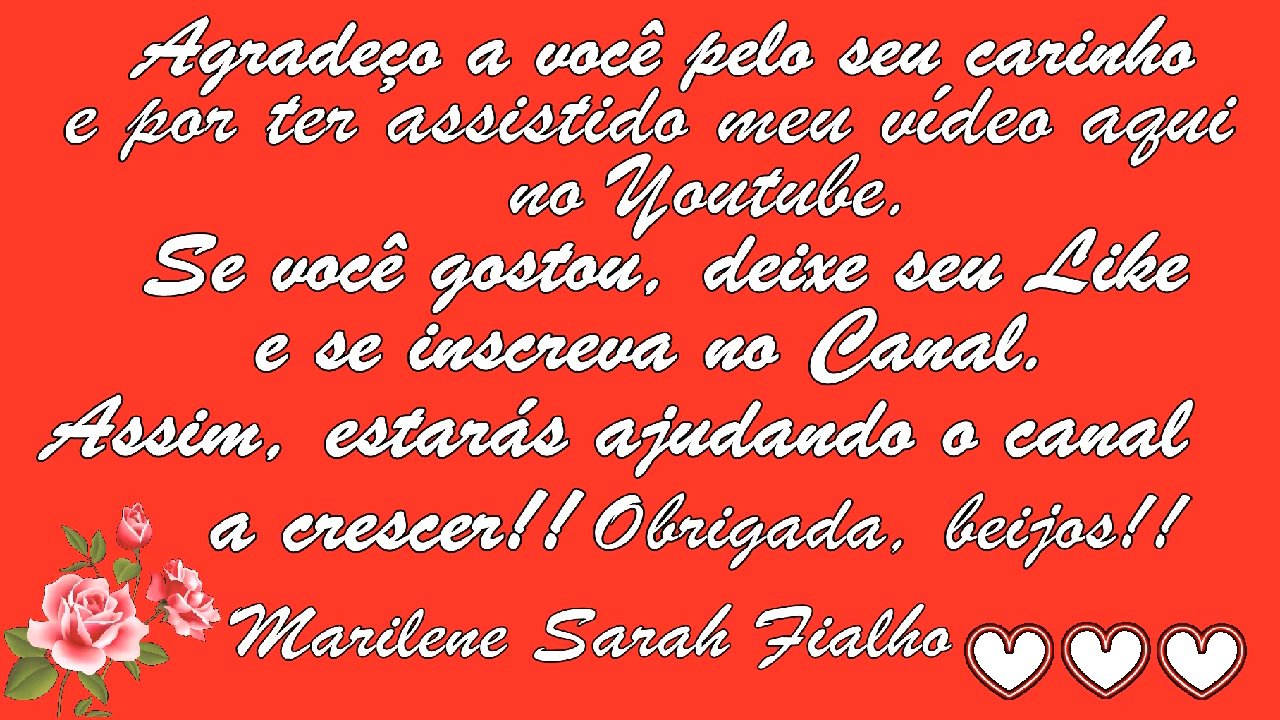 Agradeço a você pelo seu carinho
e por ter assistido meu vídeo aqui
no Youtube.
Se você gostou, deixe seu Like
e se inscreva no Canal.
Assim, estarás ajudando o canal
a crescer!! Obrigada, beijos!!
Marilene Sarah Fialho